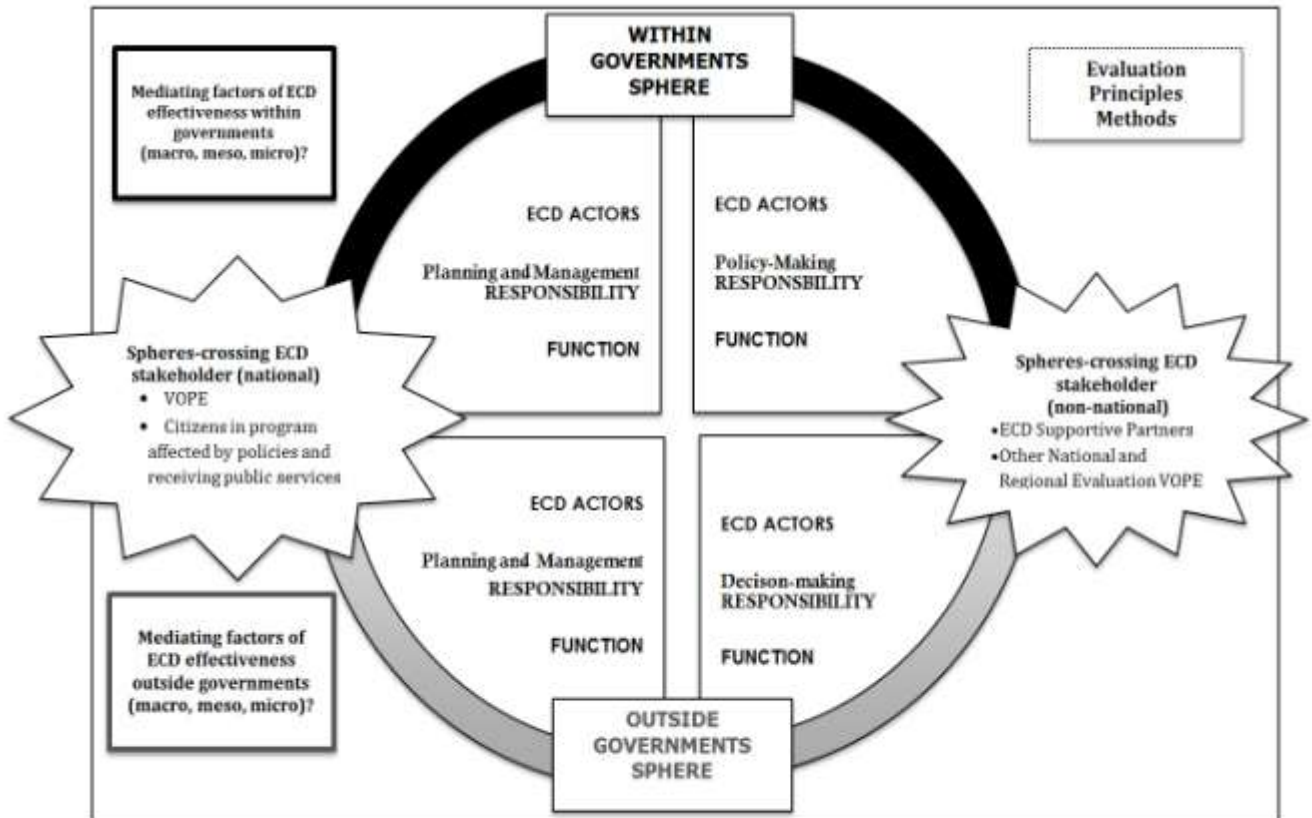 WITHIN
GOVERNMENTS
SPHERE
Mediating factors of ECD
effectiveness within
governments
(macro, meso, micro)?
Evaluation
Principles
Methods
ECD ACTORS
Planning and Management
RESPONSIBILITY
FUNCTION
ECD ACTORS
Policy-Making
RESPONSBILITY
FUNCTION
Spheres-crossing ECD
stakeholder (national)
• VOPE
• Citizens in program
affected by policies and
receiving public services
Spheres-crossing ECD
stakeholder
(non-national)
•ECD Supportive Partners
•Other National and
Regional Evaluation VOPE
ECD ACTORS
Planning and Management
RESPONSIBILITY
FUNCTION
ECD ACTORS
Decison-making
RESPONSIBILITY
FUNCTION
Mediating factors of
ECD effectiveness
outside governments
(macro, meso, micro)?
OUTSIDE
GOVERNMENTS
SPHERE